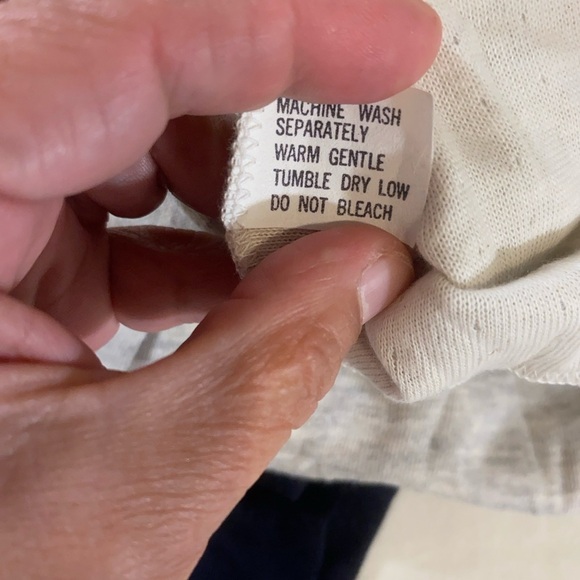 MACHINE WASH
SEPARATELY
WARM GENTLE
TUMBLE DRY LOW
DO NOT BLEACH